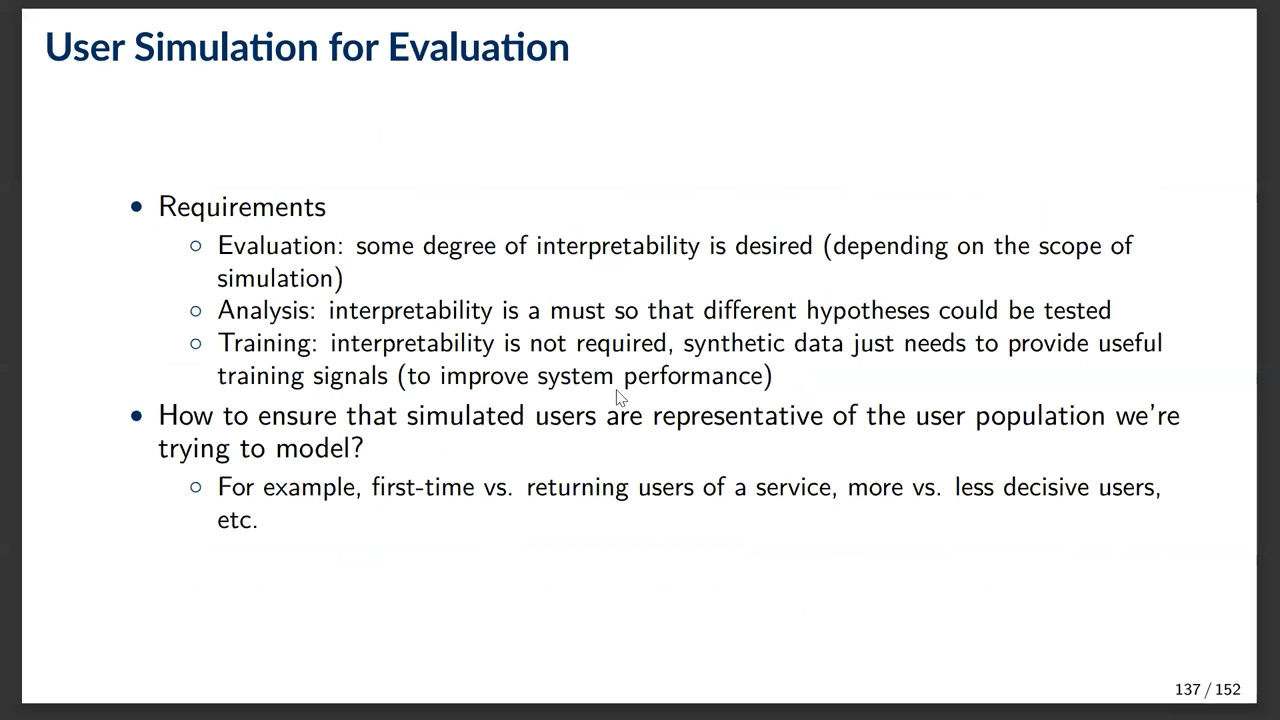 User Simulation for Evaluation
• Requirements
○ Evaluation: some degree of interpretability is desired (depending on the scope of
simulation)
○ Analysis: interpretability is a must so that different hypotheses could be tested
○ Training: interpretability is not required, synthetic data just needs to provide useful
training signals (to improve system performance)
• How to ensure that simulated users are representative of the user population we're
trying to model?
○ For example, first-time vs. returning users of a service, more vs. less decisive users,
etc.
137 / 152